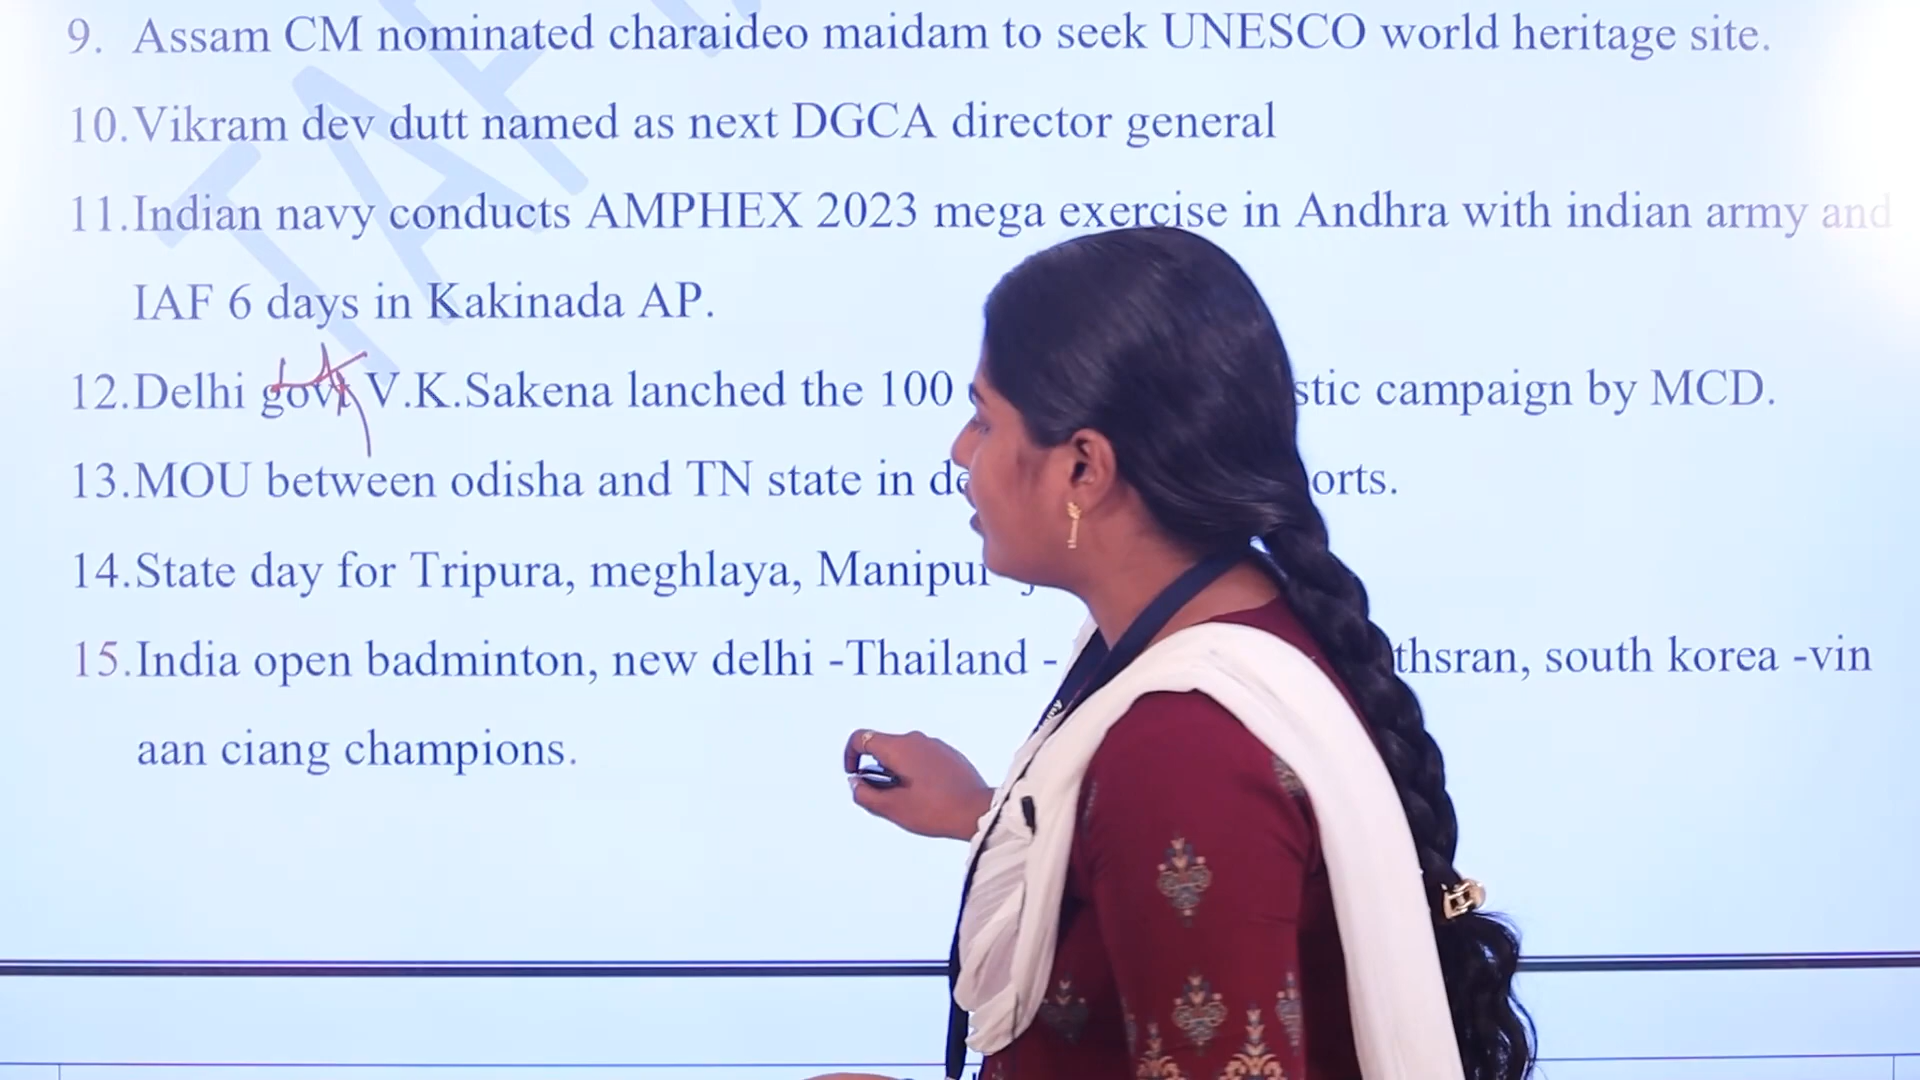 9. Assam CM nominated charaideo maidam to seek UNESCO world heritage site.
10.Vikram dev dutt named as next DGCA director general
11.Indian navy conducts AMPHEX 2023 mega exercise in Andhra with indian army and
IAF 6 days in Kakinada AP.
12.Delhi govt V.K.Sakena lanched the 100 stic campaign by MCD.
13.MOU between odisha and TN state in de orts.
14.State day for Tripura, meghlaya, Manipur
15.India open badminton, new delhi -Thailand - thsran, south korea -vin
aan ciang champions.